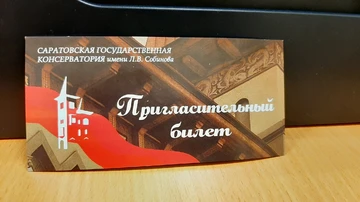 САРАТОВСКАЯ ГОСУДАРСТВЕННАЯ
КОНСЕРВАТОРИЯ имени Л.В. Собинова
Пригласительный
билет